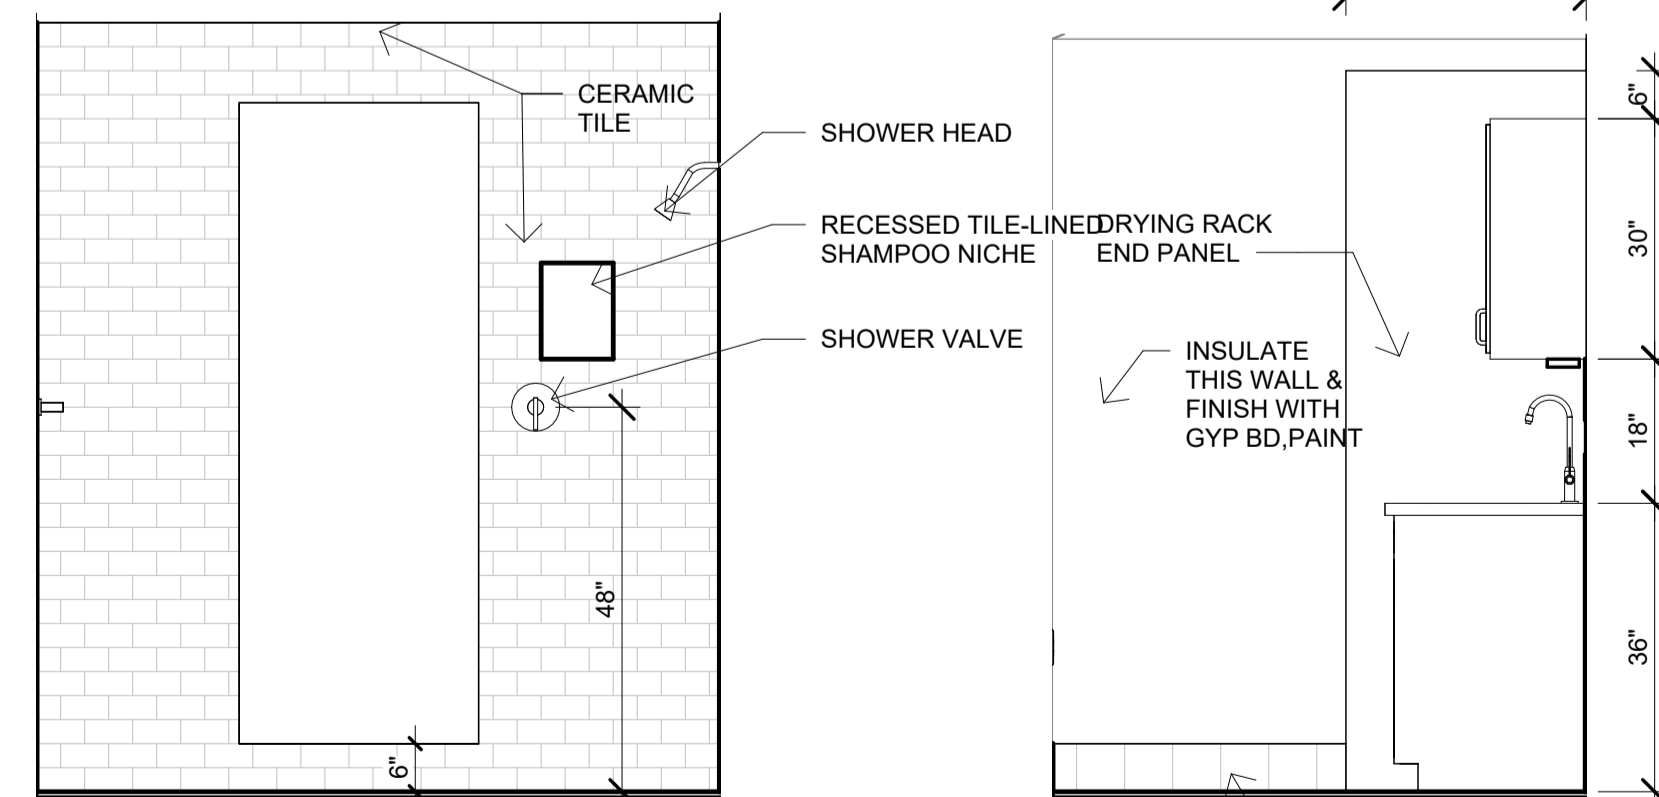 CERAMIC
TILE
SHOWER HEAD
RECESSED TILE-LINED
SHAMPOO NICHE
SHOWER VALVE
48"
6"
DRYING RACK
END PANEL
INSULATE
THIS WALL &
FINISH WITH
GYP BD,PAINT
6"
30"
18"
36"